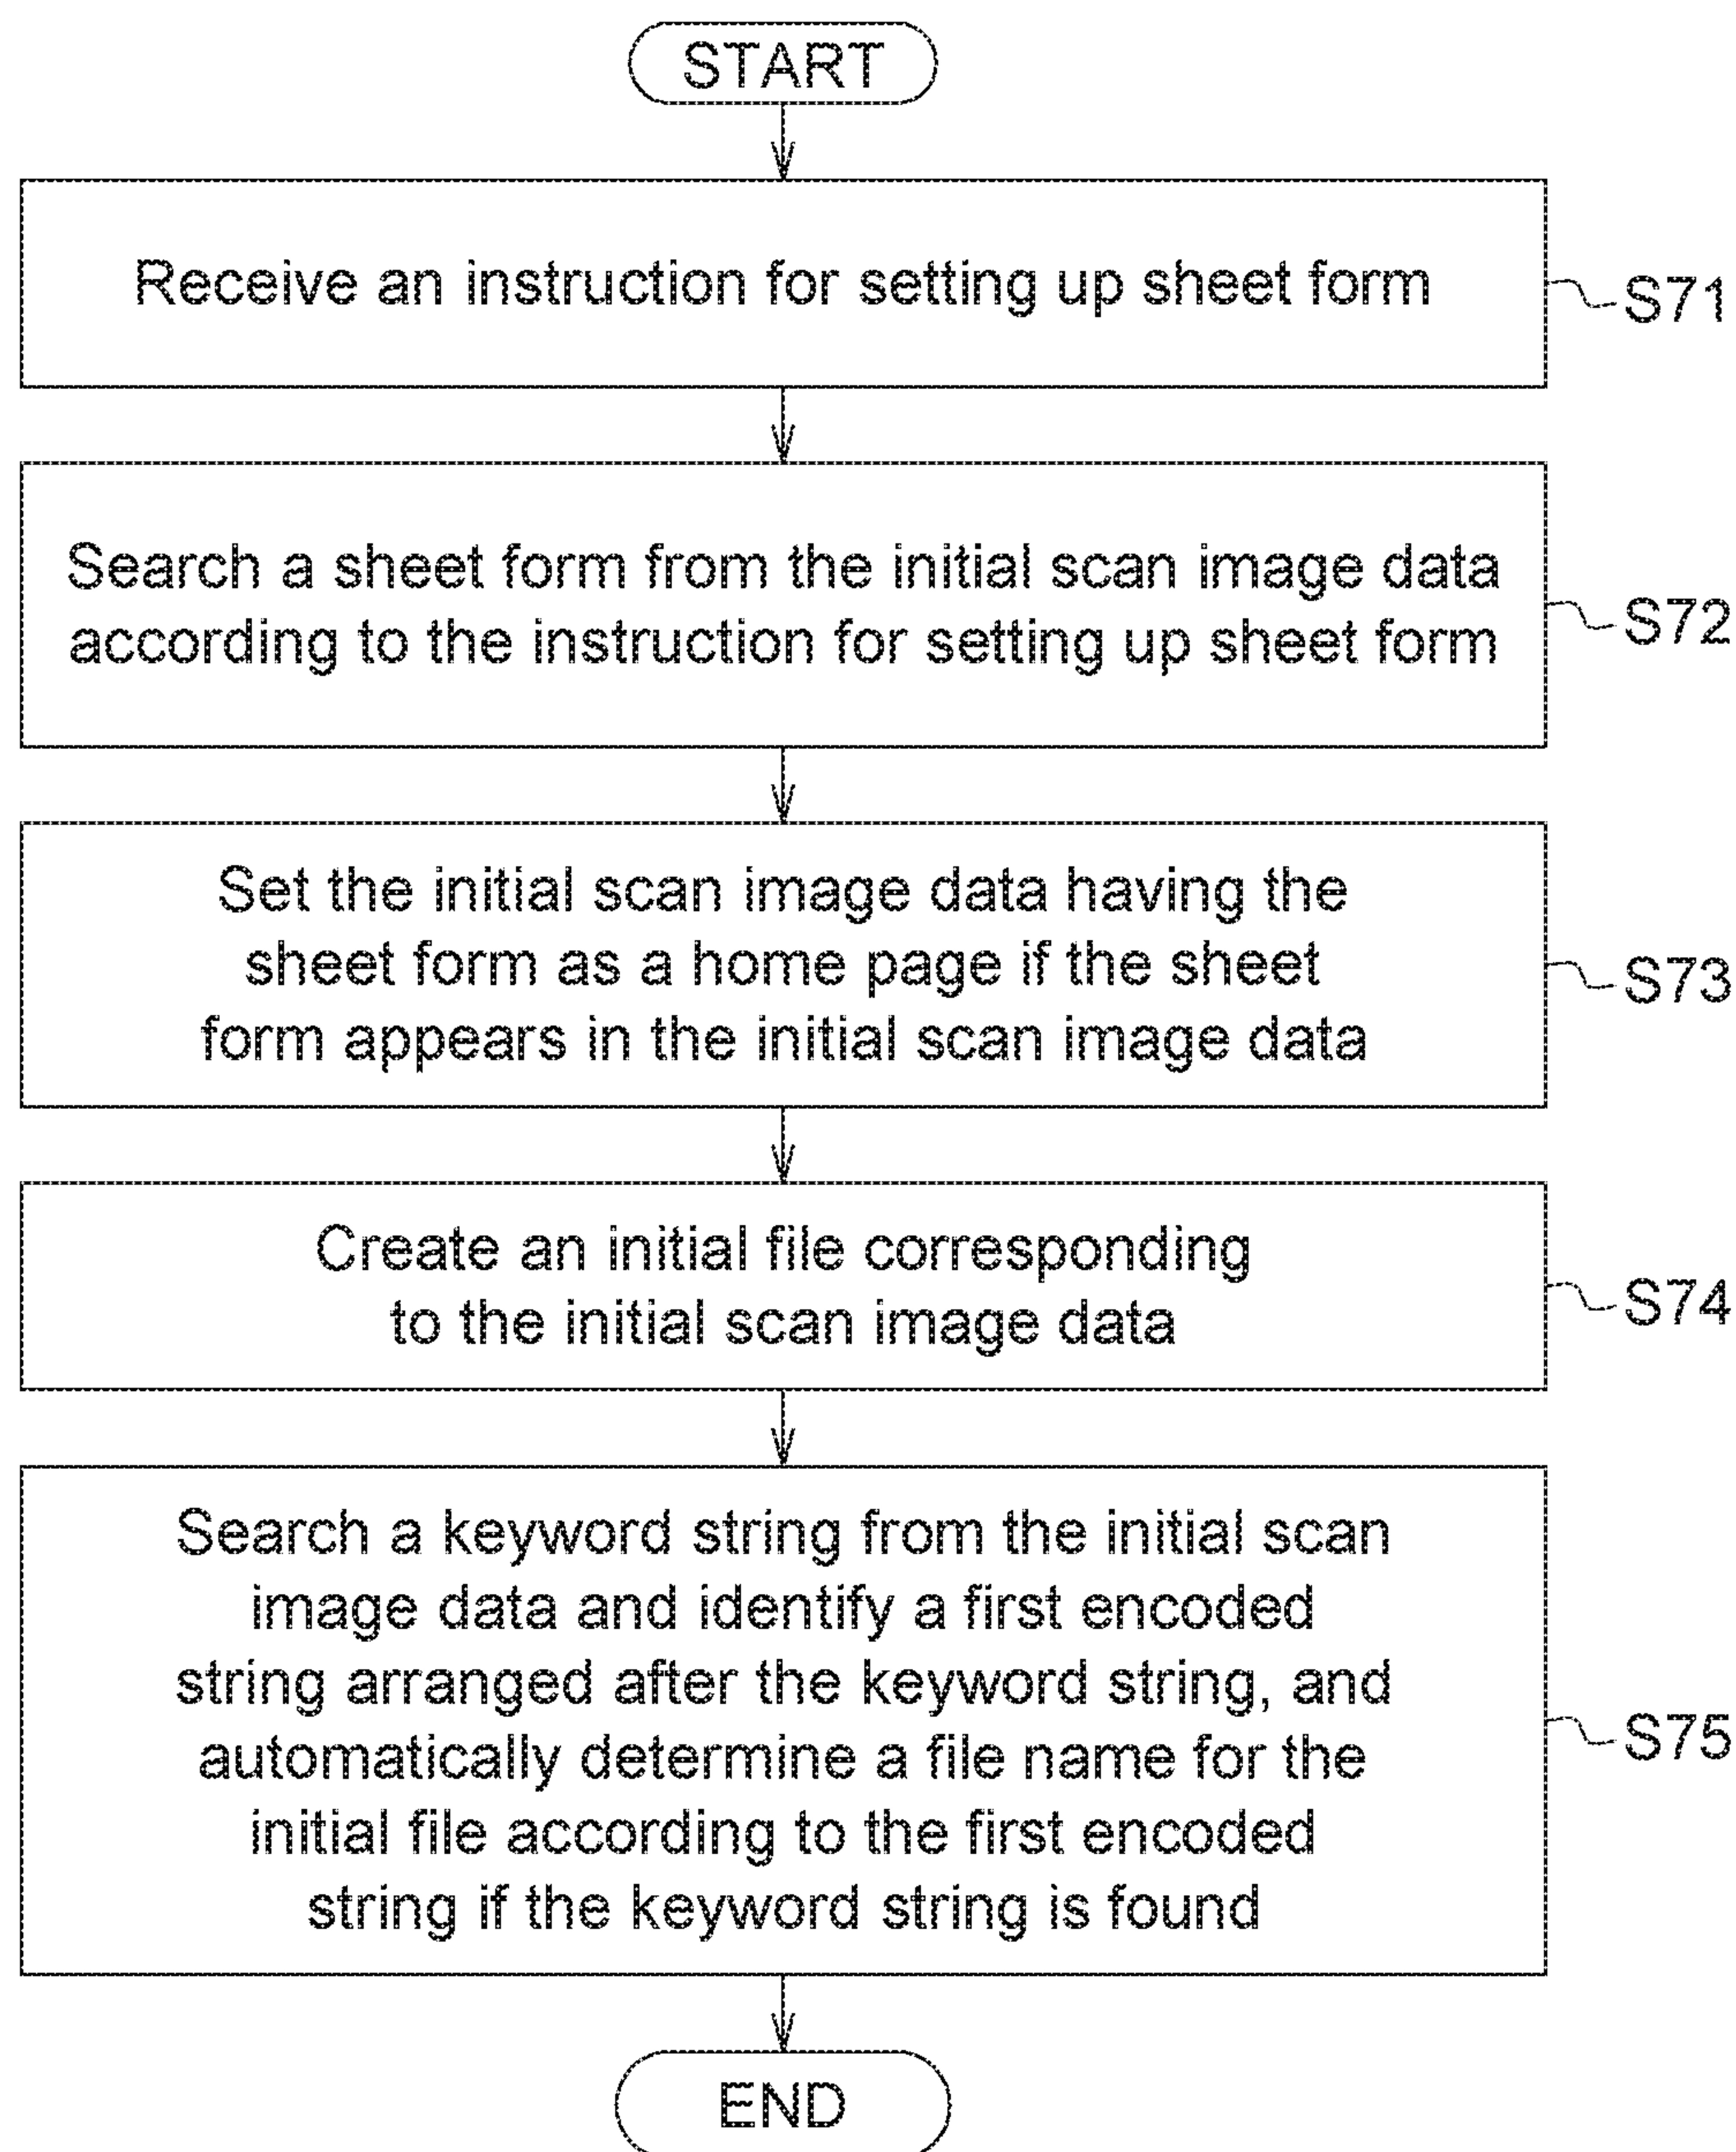 START
Receive an instruction for setting up sheet form
S71
Search a sheet form from the initial scan image data
according to the instruction for setting up sheet form
S72
Set the initial scan image data having the
sheet form as a home page if the sheet
form appears in the initial scan image data
S73
Create an initial file corresponding
to the initial scan image data
S74
Search a keyword string from the initial scan
image data and identify a first encoded
string arranged after the keyword string, and
automatically determine a file name for the
initial file according to the first encoded
string if the keyword string is found
S75
END